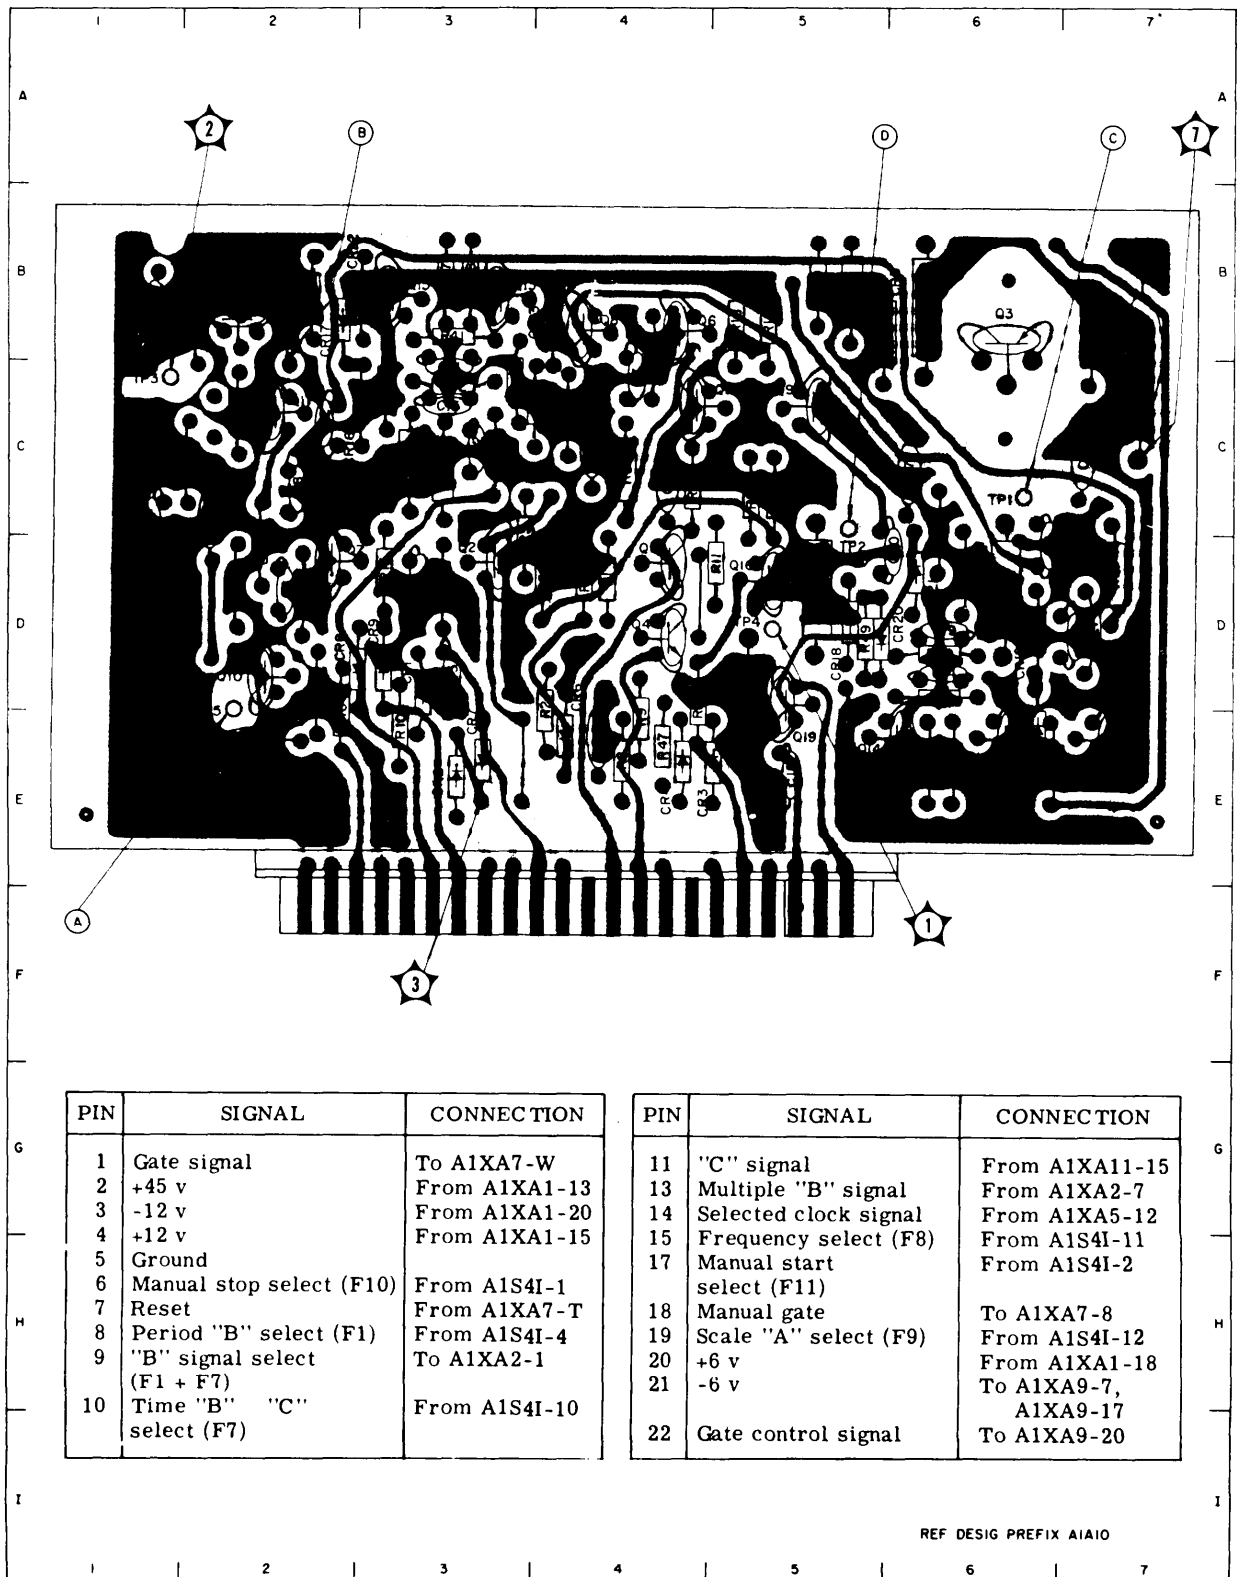 1 2 3 4 5 6 7
A A
2 B D C 7
B B
Q3
Q6
R41
TP3
C C
TP1
TP2
Q2
R11
Q16
D D
Q4
TP4
CR9
CR18
CR20
Q19
R47
CR3
E E
A 1
F 3 F
PIN SIGNAL CONNECTION
1 Gate signal To A1XA7-W
2 +45 v From A1XA1-13
3 -12 v From A1XA1-20
4 +12 v From A1XA1-15
5 Ground
6 Manual stop select (F10) From A1S4I-1
7 Reset From A1XA7-T
8 Period "B" select (F1) From A1S4I-4
9 "B" signal select To A1XA2-1
(F1 + F7)
10 Time "B" "C" From A1S4I-10
select (F7)
PIN SIGNAL CONNECTION
11 "C" signal From A1XA11-15
13 Multiple "B" signal From A1XA2-7
14 Selected clock signal From A1XA5-12
15 Frequency select (F8) From A1S4I-11
17 Manual start From A1S4I-2
select (F11)
18 Manual gate To A1XA7-8
19 Scale "A" select (F9) From A1S4I-12
20 +6 v From A1XA1-18
21 -6 v To A1XA9-7,
A1XA9-17
22 Gate control signal To A1XA9-20
G G
H H
I I
REF DESIG PREFIX A1A10
1 2 3 4 5 6 7